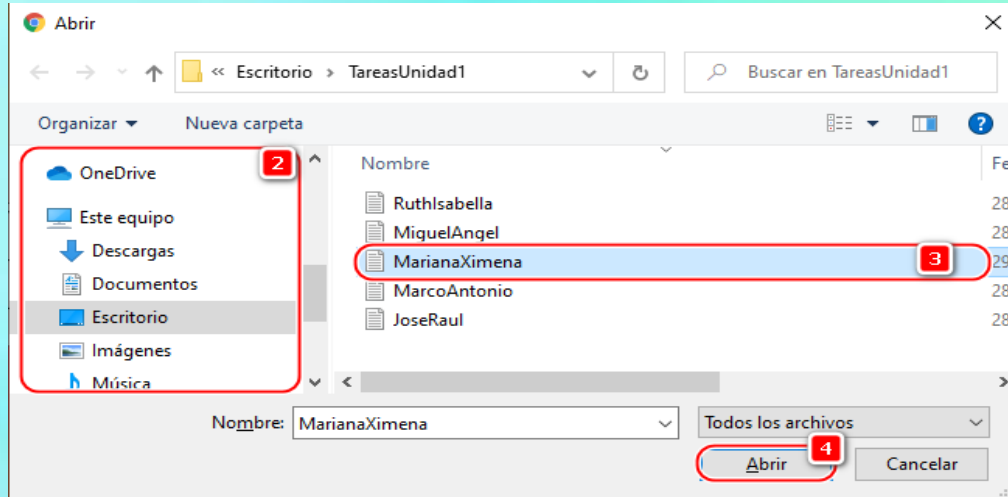 Abrir
« Escritorio › TareasUnidad1
Buscar en TareasUnidad1
Organizar
Nueva carpeta
?
2
OneDrive
Este equipo
Descargas
Documentos
Escritorio
Imágenes
Música
Nombre
Fe
RuthIsabella
28
MiguelAngel
28
MarianaXimena
3
29
MarcoAntonio
28
JoseRaul
28
Nombre: MarianaXimena
Todos los archivos
4
Abrir
Cancelar